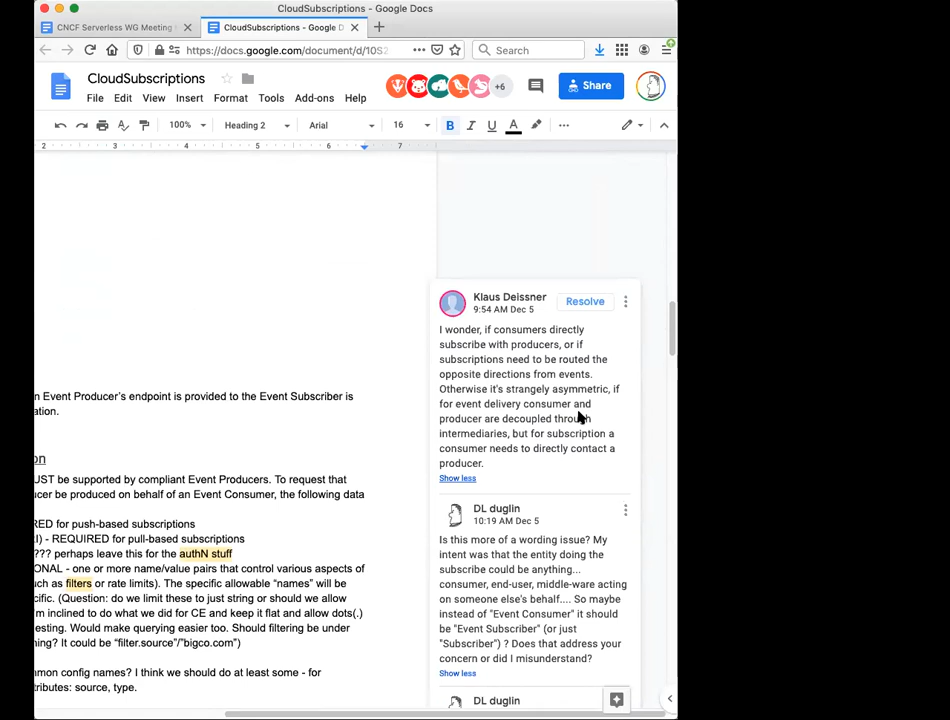 CloudSubscriptions - Google Docs
CNCF Serverless WG Meeting
CloudSubscriptions - Google D
https://docs.google.com/document/d/10S2
Search
CloudSubscriptions
+6
Share
File Edit View Insert Format Tools Add-ons Help
100% Heading 2 Arial 16 B I U A
2 3 4 5 6 7
Klaus Deissner
9:54 AM Dec 5
Resolve
I wonder, if consumers directly
subscribe with producers, or if
subscriptions need to be routed the
opposite directions from events.
Otherwise it's strangely asymmetric, if
for event delivery consumer and
producer are decoupled through
intermediaries, but for subscription a
consumer needs to directly contact a
producer.
Show less
DL duglin
10:19 AM Dec 5
Is this more of a wording issue? My
intent was that the entity doing the
subscribe could be anything...
consumer, end-user, middle-ware acting
on someone else's behalf.... So maybe
instead of "Event Consumer" it should
be "Event Subscriber" (or just
"Subscriber") ? Does that address your
concern or did I misunderstand?
Show less
DL duglin
n Event Producer's endpoint is provided to the Event Subscriber is
ation.
on
UST be supported by compliant Event Producers. To request that
ucer be produced on behalf of an Event Consumer, the following data
RED for push-based subscriptions
I) - REQUIRED for pull-based subscriptions
??? perhaps leave this for the authN stuff
ONAL - one or more name/value pairs that control various aspects of
uch as filters or rate limits). The specific allowable “names” will be
cific. (Question: do we limit these to just string or should we allow
'm inclined to do what we did for CE and keep it flat and allow dots(.)
esting. Would make querying easier too. Should filtering be under
ning? It could be “filter.source”/”bigco.com”)
mmon config names? I think we should do at least some - for
tributes: source, type.